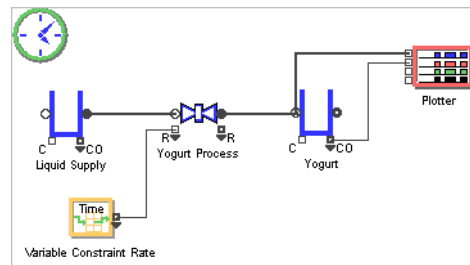 Plotter
R R
Yogurt Process
C CO
Liquid Supply
C CO
Yogurt
Time
Variable Constraint Rate